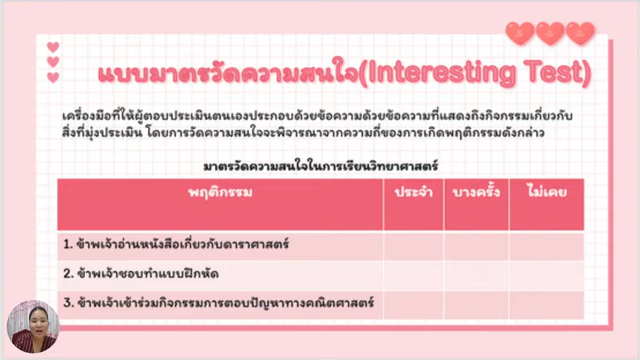 แบบมาตรวัดความสนใจ(Interesting Test)
เครื่องมือที่ให้ผู้ตอบประเมินตนเองประกอบด้วยข้อความด้วยข้อความที่แสดงถึงกิจกรรมเกี่ยวกับ
สิ่งที่มุ่งประเมิน โดยการวัดความสนใจจะพิจารณาจากความถี่ของการเกิดพฤติกรรมดังกล่าว
มาตรวัดความสนใจในการเรียนวิทยาศาสตร์
พฤติกรรม ประจำ บางครั้ง ไม่เคย
1. ข้าพเจ้าอ่านหนังสือเกี่ยวกับดาราศาสตร์
2. ข้าพเจ้าชอบทำแบบฝึกหัด
3. ข้าพเจ้าเข้าร่วมกิจกรรมการตอบปัญหาทางคณิตศาสตร์